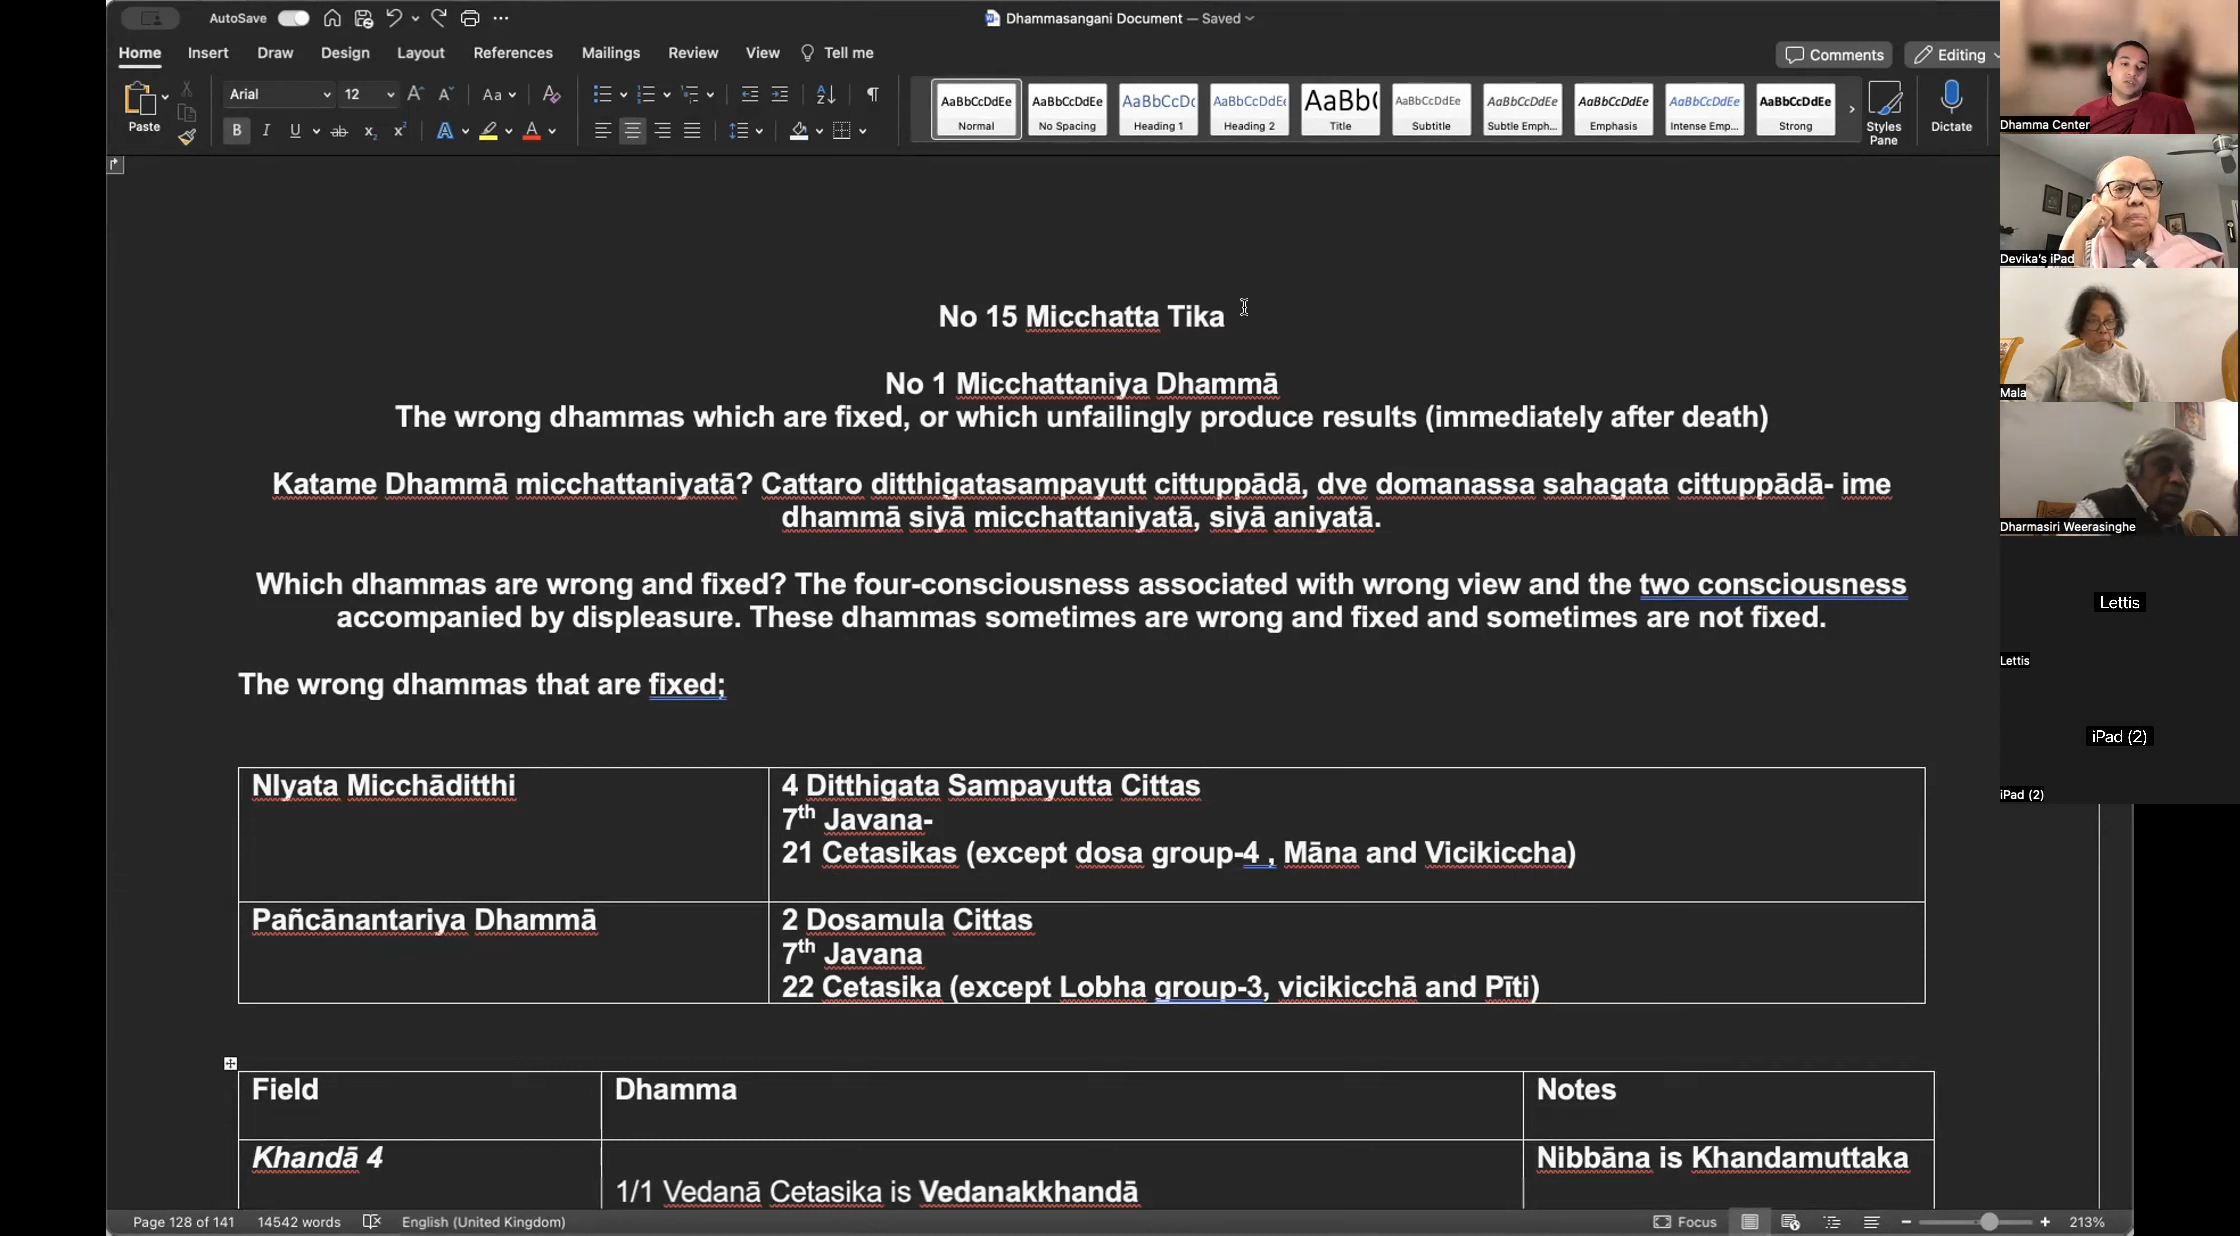 AutoSave
Dhammasangani Document — Saved
Home Insert Draw Design Layout References Mailings Review View Tell me
Comments Editing
Paste
Arial 12
Aa
AaBbCcDdEe Normal
AaBbCcDdEe No Spacing
AaBbCcDc Heading 1
AaBbCcDdEe Heading 2
AaBb( Title
AaBbCcDdEe Subtitle
AaBbCcDdEe Subtle Emph...
AaBbCcDdEe Emphasis
AaBbCcDdEe Intense Emp...
AaBbCcDdEe Strong
Styles Pane
Dictate
No 15 Micchatta Tika
No 1 Micchattaniya Dhammā
The wrong dhammas which are fixed, or which unfailingly produce results (immediately after death)
Katame Dhammā micchattaniyatā? Cattaro ditthigatasampayutt cittuppādā, dve domanassa sahagata cittuppādā- ime
dhammā siyā micchattaniyatā, siyā aniyatā.
Which dhammas are wrong and fixed? The four-consciousness associated with wrong view and the two consciousness
accompanied by displeasure. These dhammas sometimes are wrong and fixed and sometimes are not fixed.
The wrong dhammas that are fixed;
NIyata Micchāditthi
4 Ditthigata Sampayutta Cittas
7th Javana-
21 Cetasikas (except dosa group-4 , Māna and Vicikiccha)
Pañcānantariya Dhammā
2 Dosamula Cittas
7th Javana
22 Cetasika (except Lobha group-3, vicikicchā and Pīti)
Field Dhamma Notes
Khandā 4
1/1 Vedanā Cetasika is Vedanakkhandā
Nibbāna is Khandamuttaka
Page 128 of 141 14542 words English (United Kingdom) Focus 213%
Dhamma Center
Devika's iPad
Mala
Dharmasiri Weerasinghe
Lettis
Lettis
iPad (2)
iPad (2)